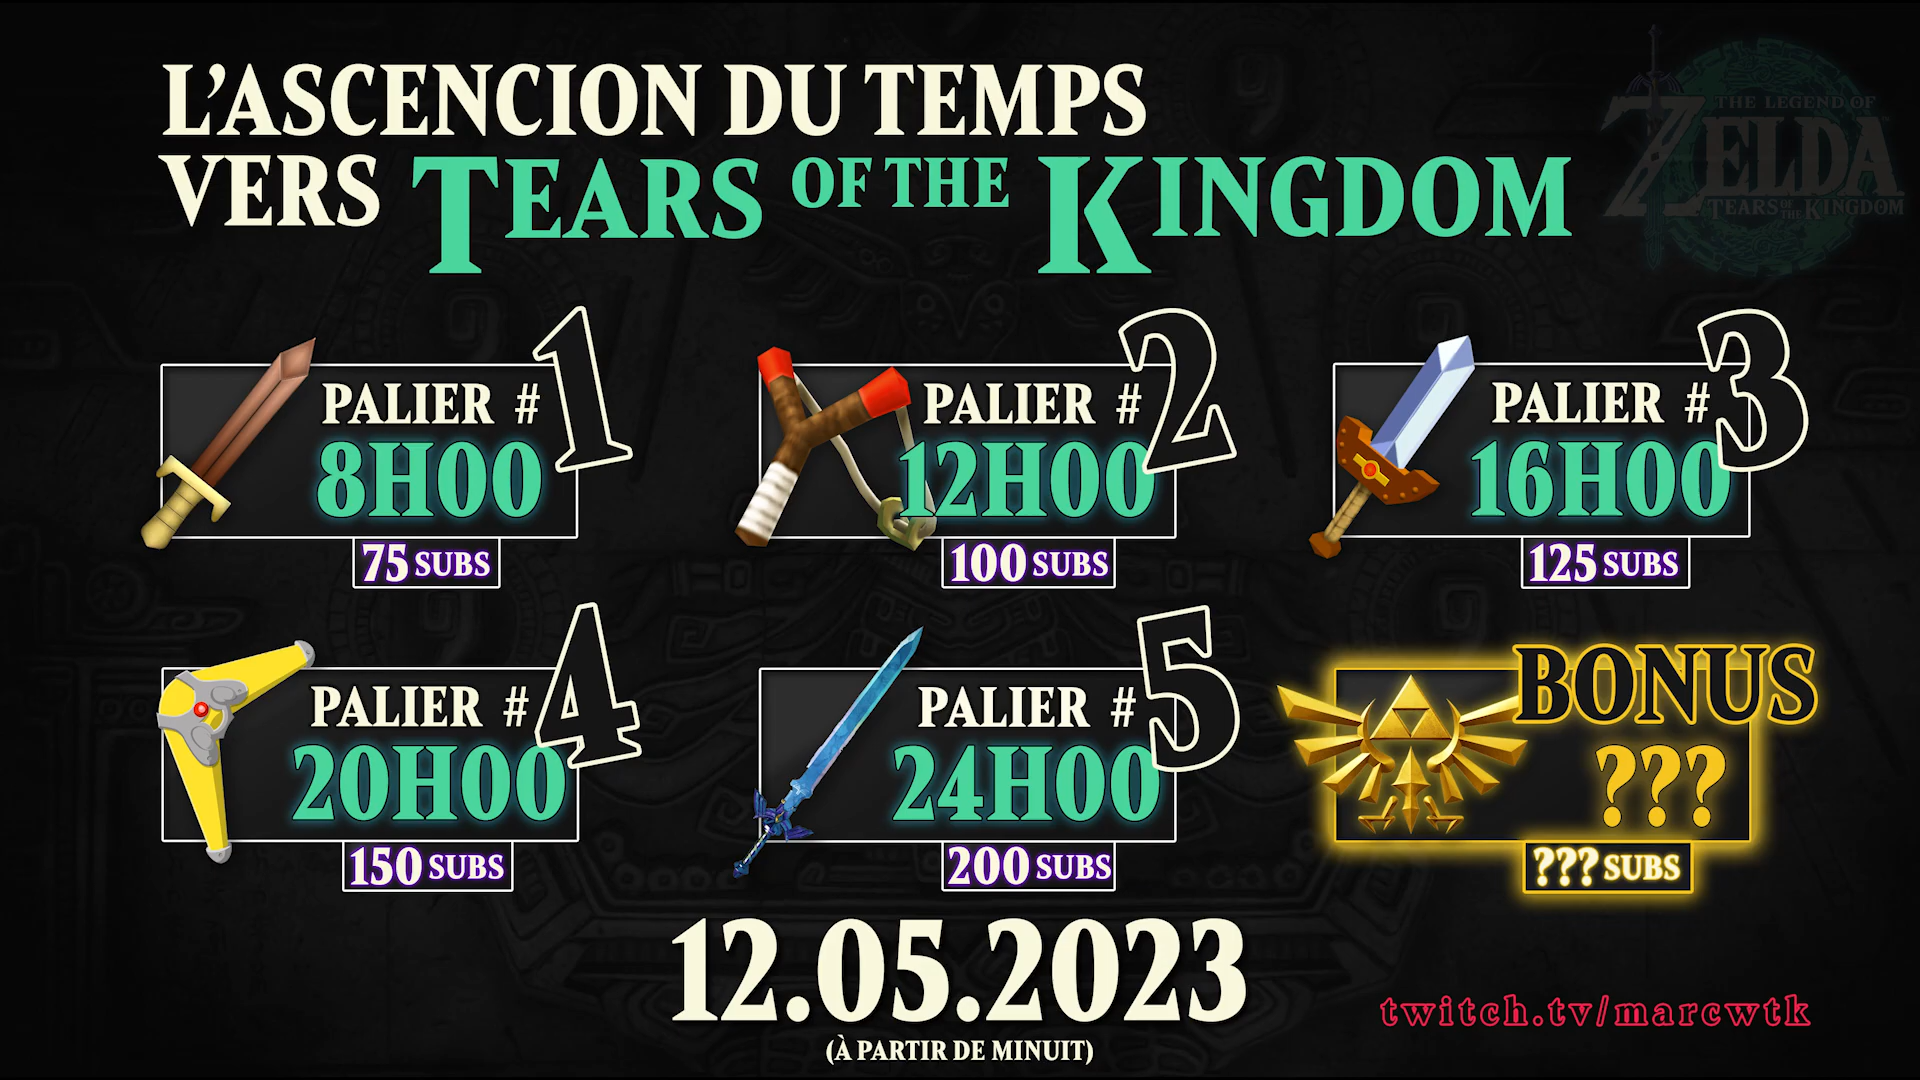 L'ASCENCION DU TEMPS
VERS TEARS OF THE KINGDOM
THE LEGEND OF
ZELDA
TEARS OF THE KINGDOM
PALIER #1
8H00
75 SUBS
PALIER #2
12H00
100 SUBS
PALIER #3
16H00
125 SUBS
PALIER #4
20H00
150 SUBS
PALIER #5
24H00
200 SUBS
BONUS
???
??? SUBS
12.05.2023
(À PARTIR DE MINUIT)
twitch.tv/marcwtk